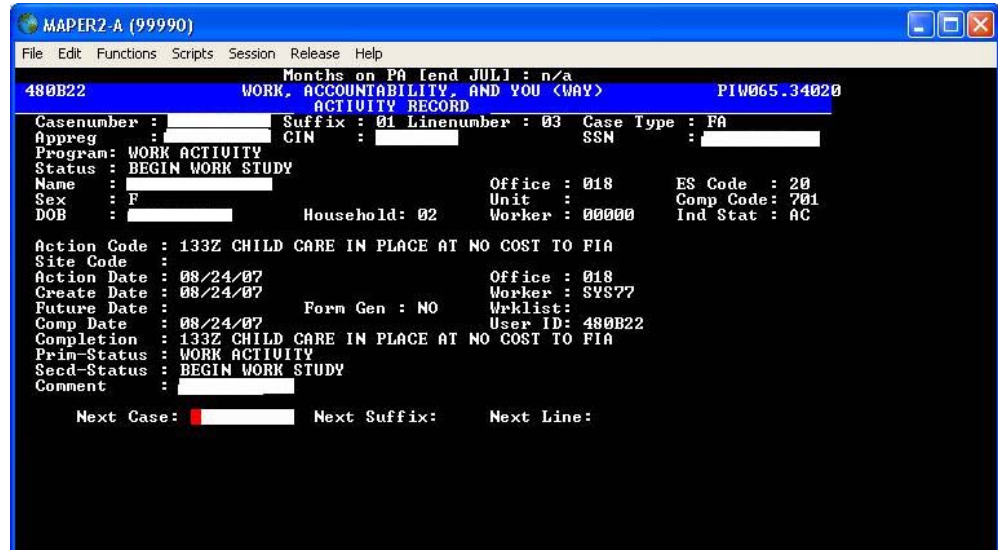 MAPER2-A (99990)
File Edit Functions Scripts Session Release Help
Months on PA [end JUL] : n/a
480B22 WORK, ACCOUNTABILITY, AND YOU (WAY) PIW065.34020
ACTIVITY RECORD
Casenumber : Suffix : 01 Linenumber : 03 Case Type : FA
Appreg : CIN : SSN :
Program: WORK ACTIVITY
Status : BEGIN WORK STUDY
Name : Office : 018 ES Code : 20
Sex : F Unit : Comp Code: 701
DOB : Household: 02 Worker : 00000 Ind Stat : AC
Action Code : 133Z CHILD CARE IN PLACE AT NO COST TO FIA
Site Code :
Action Date : 08/24/07 Office : 018
Create Date : 08/24/07 Worker : SYS77
Future Date : Form Gen : NO Wrklist:
Comp Date : 08/24/07 User ID: 480B22
Completion : 133Z CHILD CARE IN PLACE AT NO COST TO FIA
Prim-Status : WORK ACTIVITY
Secd-Status : BEGIN WORK STUDY
Comment :
Next Case: Next Suffix: Next Line: